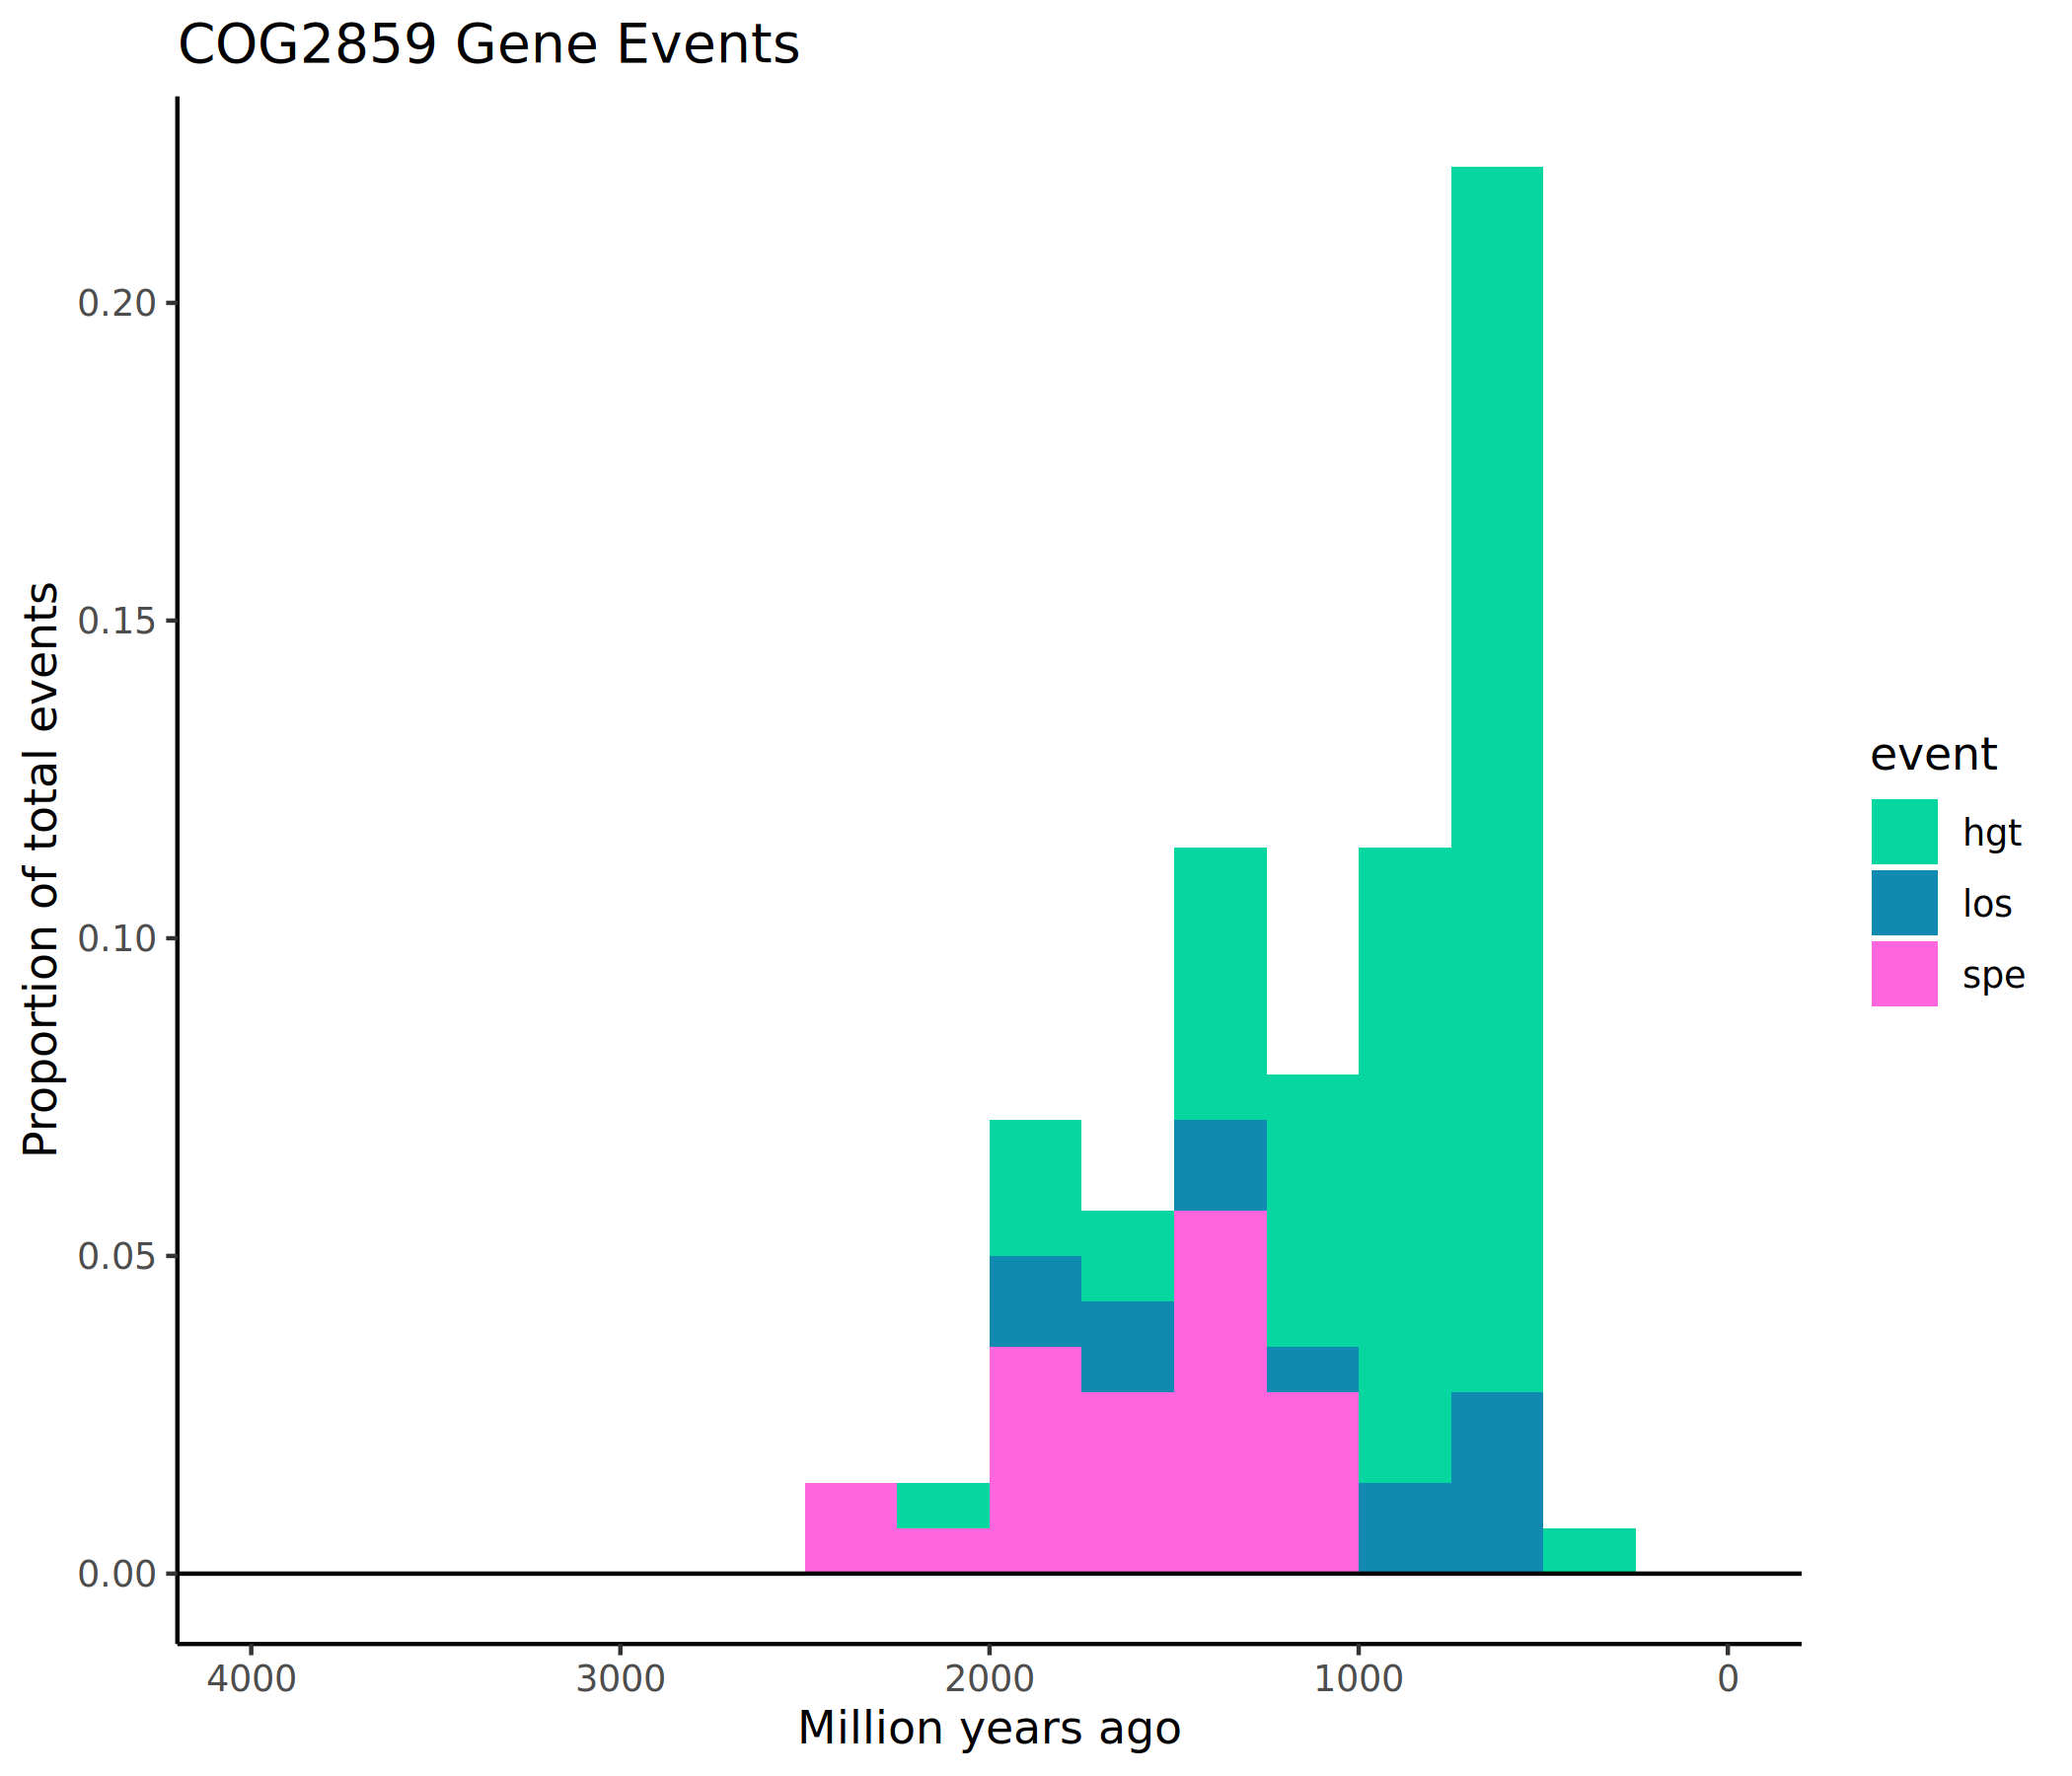 COG2859 Gene Events
Proportion of total events
0.20
0.15
0.10
0.05
0.00
4000 3000 2000 1000 0
Million years ago
event
hgt
los
spe